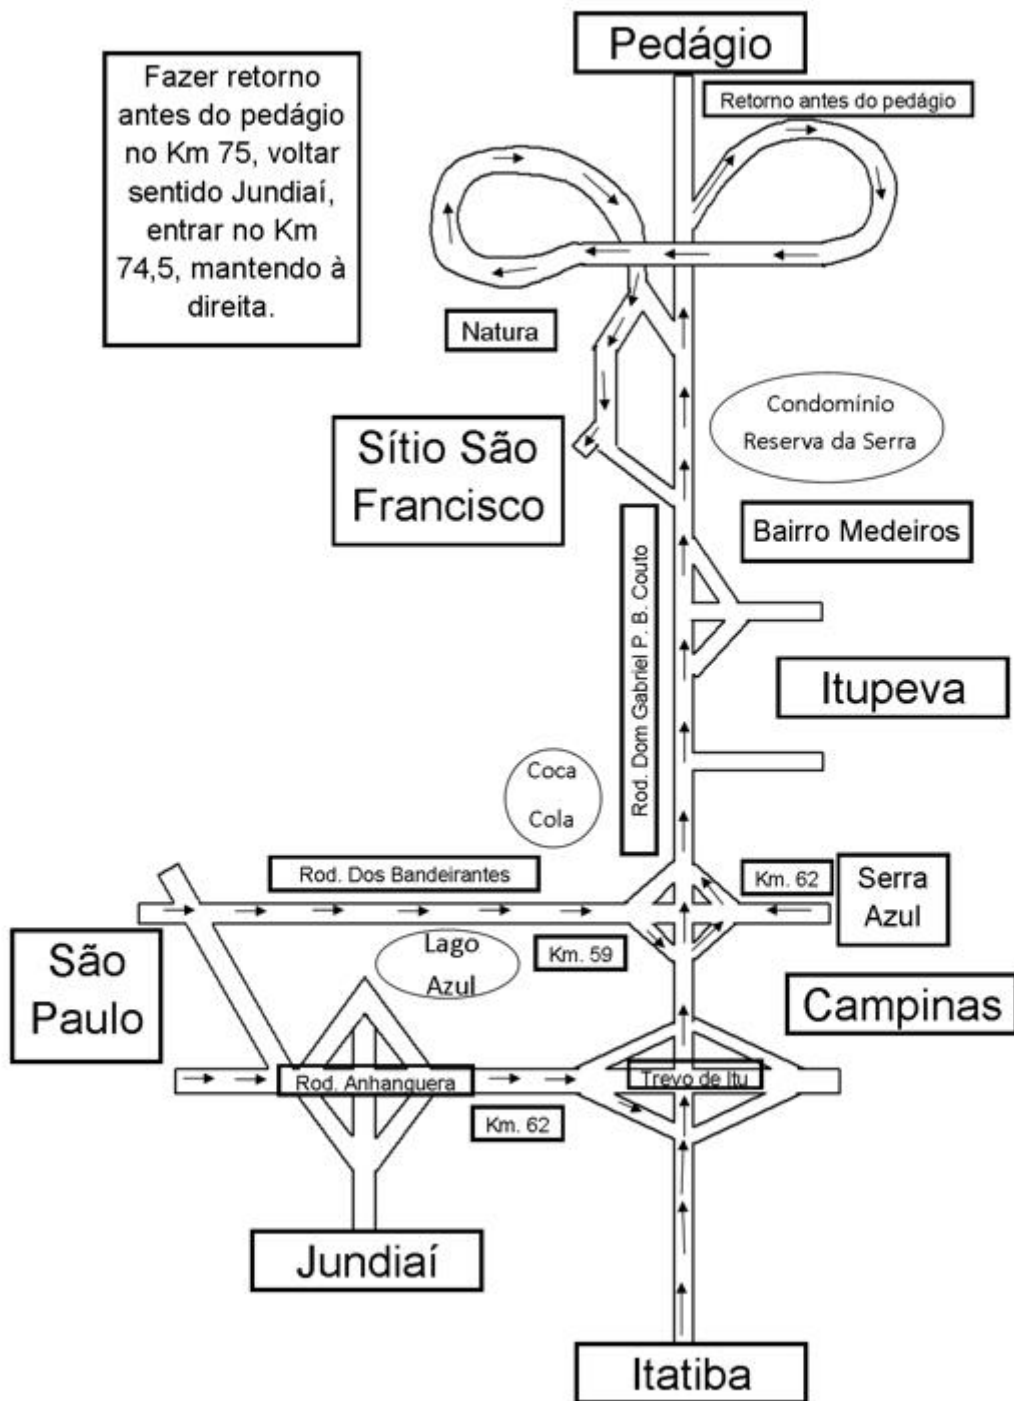 Pedágio
Fazer retorno
antes do pedágio
no Km 75, voltar
sentido Jundiaí,
entrar no Km
74,5, mantendo à
direita.
Retorno antes do pedágio
Natura
Condomínio
Reserva da Serra
Sítio São
Francisco
Bairro Medeiros
Rod. Dom Gabriel P. B. Couto
Itupeva
Coca
Cola
Rod. Dos Bandeirantes
Km. 62
Serra
Azul
São
Paulo
Lago
Azul
Km. 59
Campinas
Rod. Anhanguera
Trevo de Itu
Km. 62
Jundiaí
Itatiba